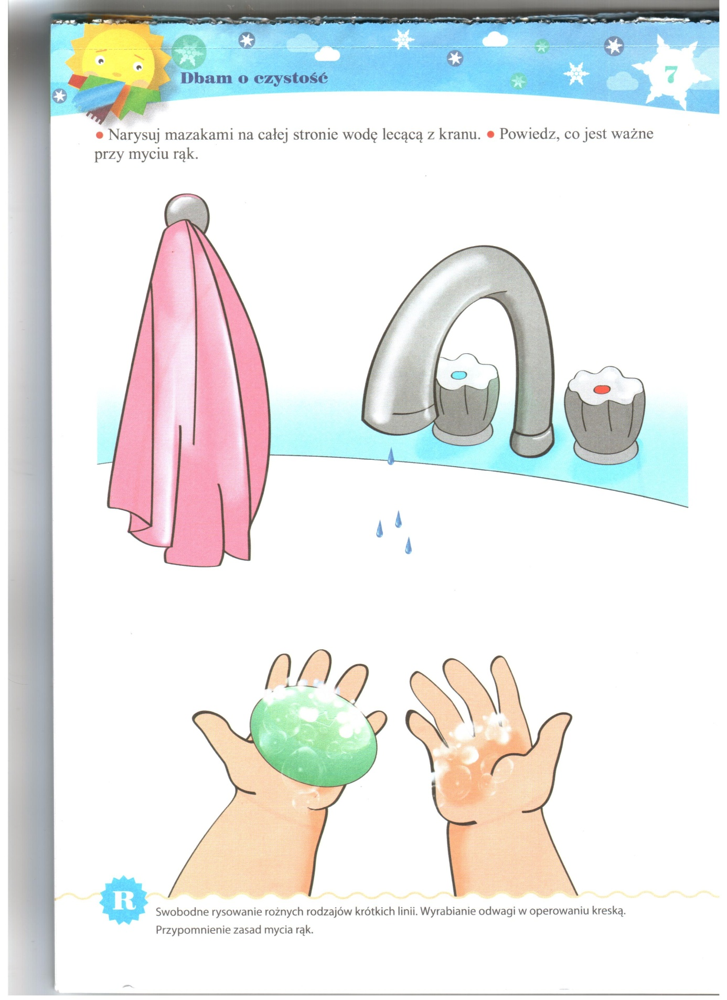 Dbam o czystość
7
• Narysuj mazakami na całej stronie wodę lecącą z kranu. • Powiedz, co jest ważne
przy myciu rąk.
R
Swobodne rysowanie rożnych rodzajów krótkich linii. Wyrabianie odwagi w operowaniu kreską.
Przypomnienie zasad mycia rąk.